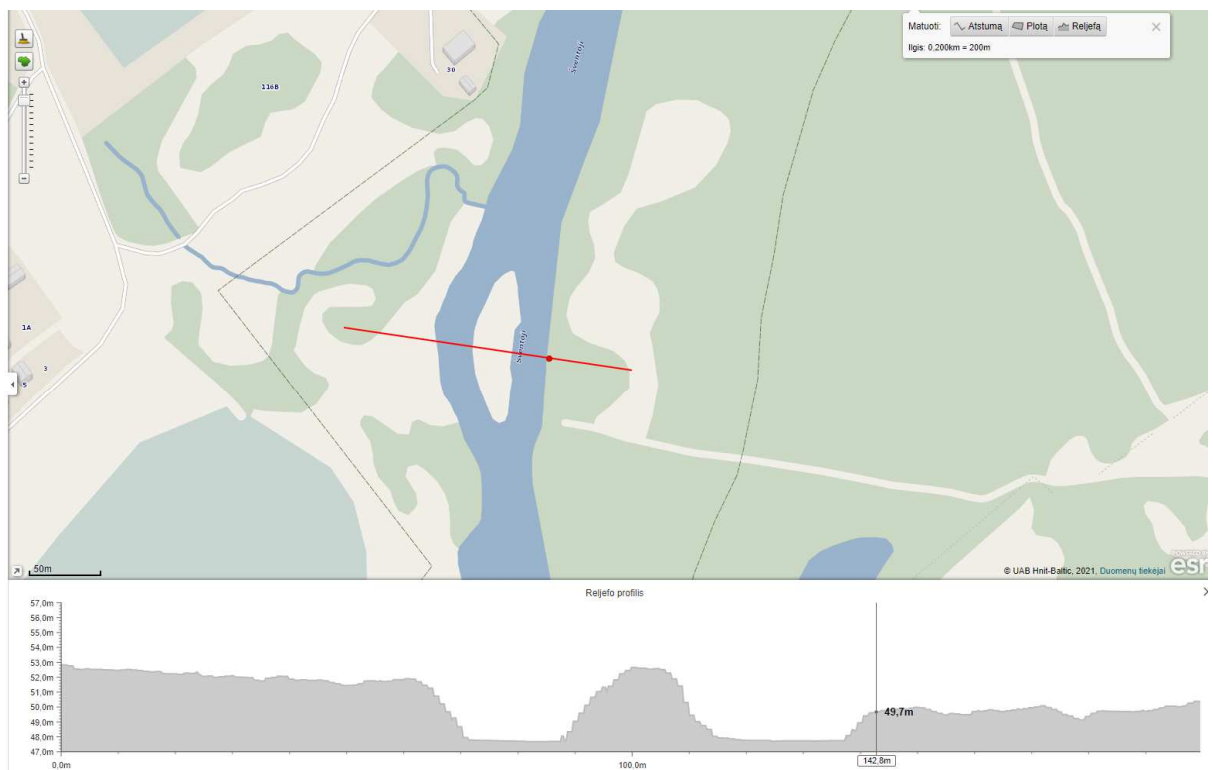 Matuoti: Atstumą Plotą Reljefą
Ilgis: 0,200km = 200m
Šventoji
30
116B
1A
3
5
Šventoji
50m
© UAB Hnit-Baltic, 2021, Duomenų tiekėjai
POWERED BY
esri
Reljefo profilis
57,0m
56,0m
55,0m
54,0m
53,0m
52,0m
51,0m
50,0m
49,0m
48,0m
47,0m
49,7m
0,0m
100,0m
142,8m